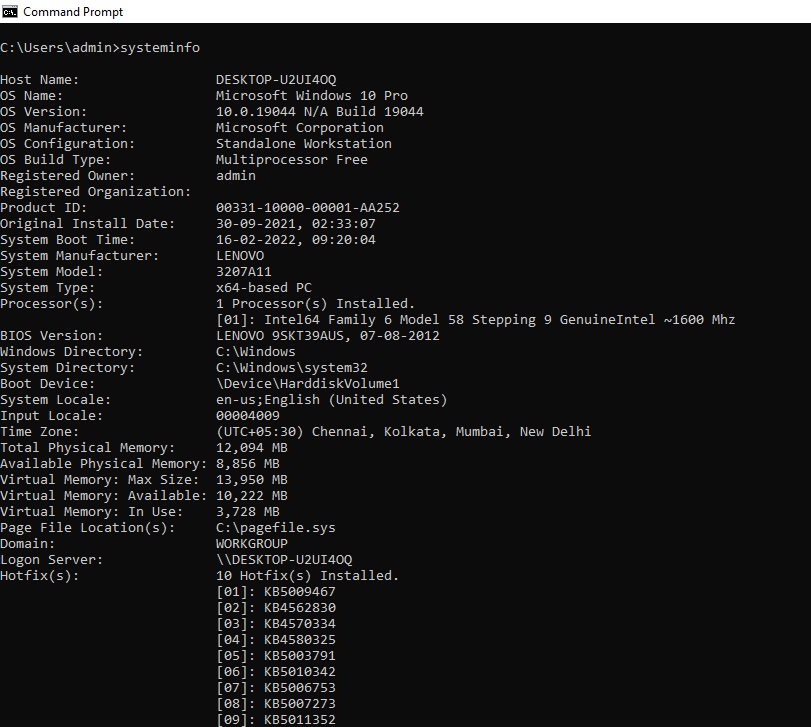 Command Prompt
C:\Users\admin>systeminfo
Host Name: DESKTOP-U2UI4OQ
OS Name: Microsoft Windows 10 Pro
OS Version: 10.0.19044 N/A Build 19044
OS Manufacturer: Microsoft Corporation
OS Configuration: Standalone Workstation
OS Build Type: Multiprocessor Free
Registered Owner: admin
Registered Organization:
Product ID: 00331-10000-00001-AA252
Original Install Date: 30-09-2021, 02:33:07
System Boot Time: 16-02-2022, 09:20:04
System Manufacturer: LENOVO
System Model: 3207A11
System Type: x64-based PC
Processor(s): 1 Processor(s) Installed.
[01]: Intel64 Family 6 Model 58 Stepping 9 GenuineIntel ~1600 Mhz
BIOS Version: LENOVO 9SKT39AUS, 07-08-2012
Windows Directory: C:\Windows
System Directory: C:\Windows\system32
Boot Device: \Device\HarddiskVolume1
System Locale: en-us;English (United States)
Input Locale: 00004009
Time Zone: (UTC+05:30) Chennai, Kolkata, Mumbai, New Delhi
Total Physical Memory: 12,094 MB
Available Physical Memory: 8,856 MB
Virtual Memory: Max Size: 13,950 MB
Virtual Memory: Available: 10,222 MB
Virtual Memory: In Use: 3,728 MB
Page File Location(s): C:\pagefile.sys
Domain: WORKGROUP
Logon Server: \\DESKTOP-U2UI4OQ
Hotfix(s): 10 Hotfix(s) Installed.
[01]: KB5009467
[02]: KB4562830
[03]: KB4570334
[04]: KB4580325
[05]: KB5003791
[06]: KB5010342
[07]: KB5006753
[08]: KB5007273
[09]: KB5011352